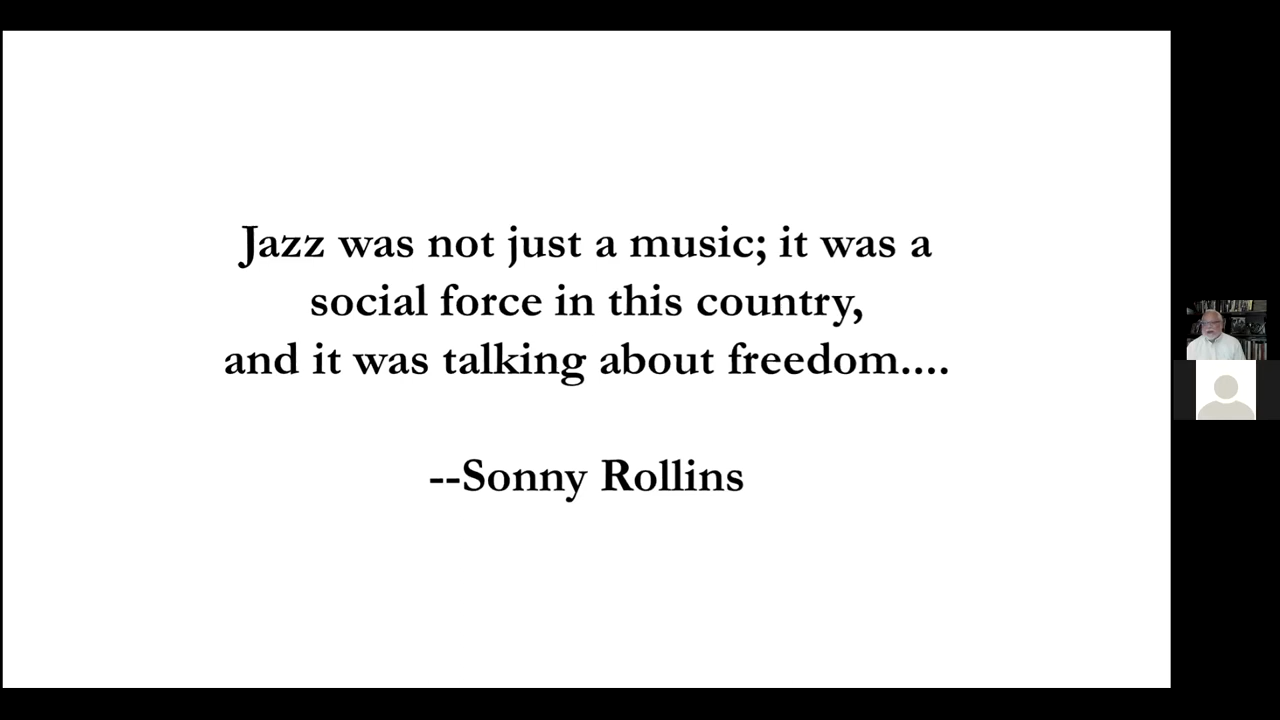 Jazz was not just a music; it was a
social force in this country,
and it was talking about freedom....
--Sonny Rollins